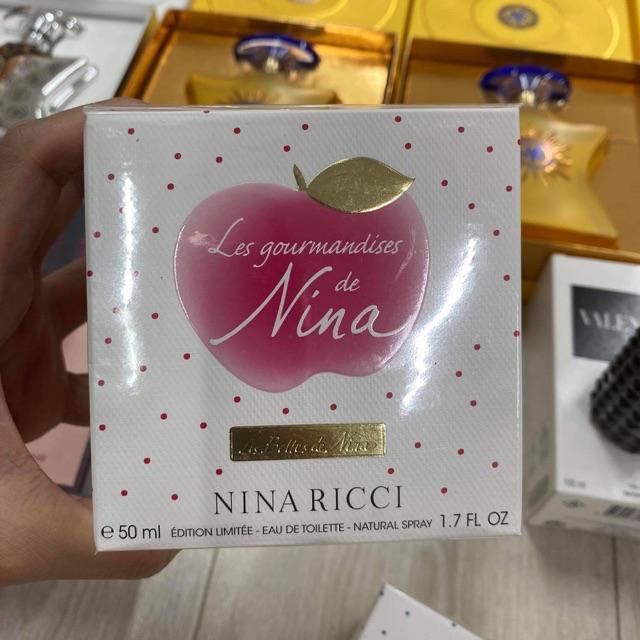 Les gourmandises
de
Nina
Les Belles de Nina
NINA RICCI
e 50 ml ÉDITION LIMITÉE - EAU DE TOILETTE - NATURAL SPRAY 1.7 FL OZ
VALE